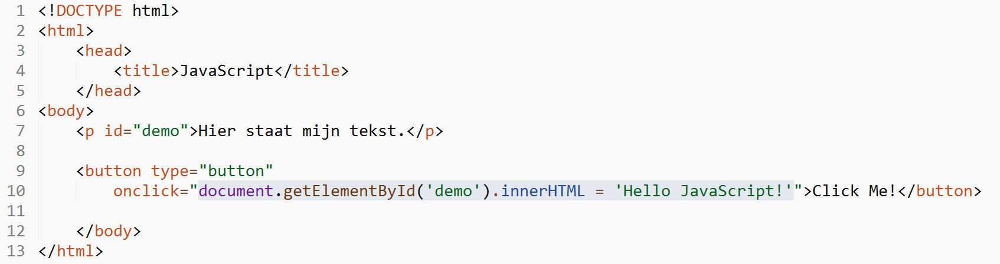 1 <!DOCTYPE html>
2 <html>
3     <head>
4         <title>JavaScript</title>
5     </head>
6 <body>
7     <p id="demo">Hier staat mijn tekst.</p>
8
9     <button type="button"
10         onclick="document.getElementById('demo').innerHTML = 'Hello JavaScript!'">Click Me!</button>
11
12     </body>
13 </html>